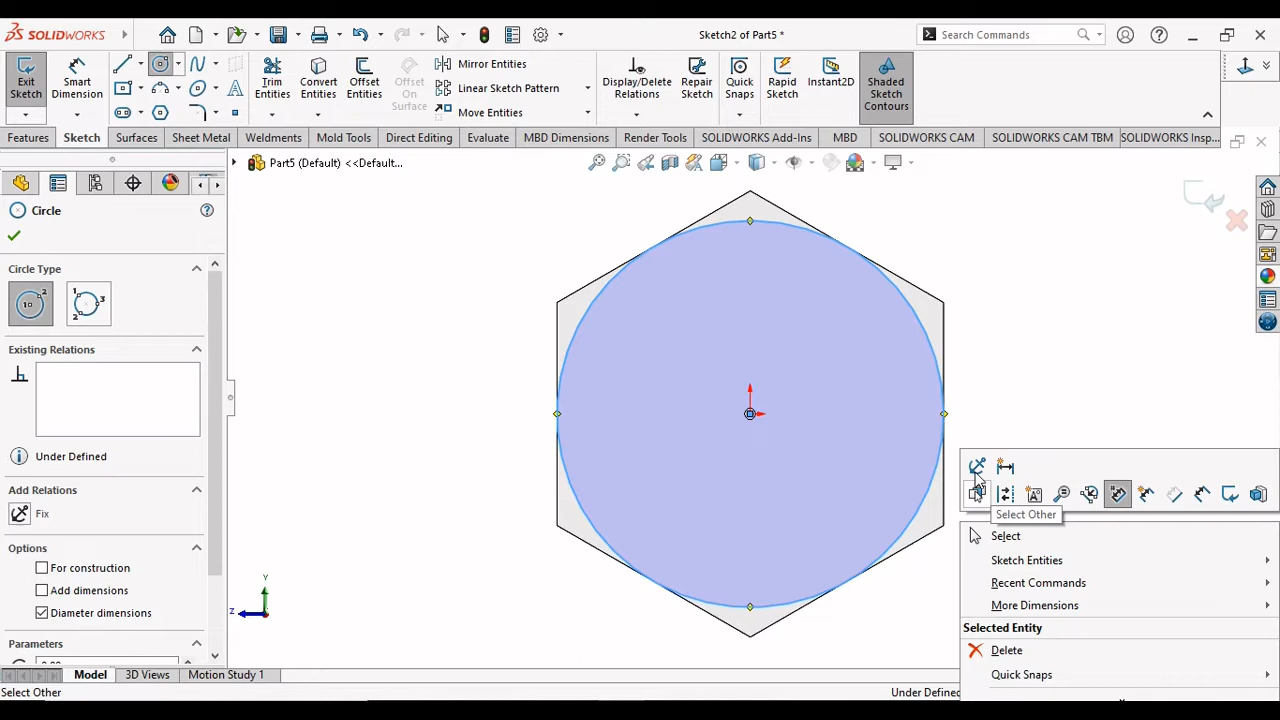 SOLIDWORKS
Sketch2 of Part5 *
Search Commands
Exit Sketch
Smart Dimension
Trim Entities
Convert Entities
Offset Entities
Offset On Surface
Mirror Entities
Linear Sketch Pattern
Move Entities
Display/Delete Relations
Repair Sketch
Quick Snaps
Rapid Sketch
Instant2D
Shaded Sketch Contours
Features
Sketch
Surfaces
Sheet Metal
Weldments
Mold Tools
Direct Editing
Evaluate
MBD Dimensions
Render Tools
SOLIDWORKS Add-Ins
MBD
SOLIDWORKS CAM
SOLIDWORKS CAM TBM
SOLIDWORKS Insp...
Part5 (Default) <<Default...
Circle
Circle Type
Existing Relations
Under Defined
Add Relations
Fix
Options
For construction
Add dimensions
Diameter dimensions
Parameters
Y
Z
Select Other
Select
Sketch Entities
Recent Commands
More Dimensions
Selected Entity
Delete
Quick Snaps
Model
3D Views
Motion Study 1
Select Other
Under Defined